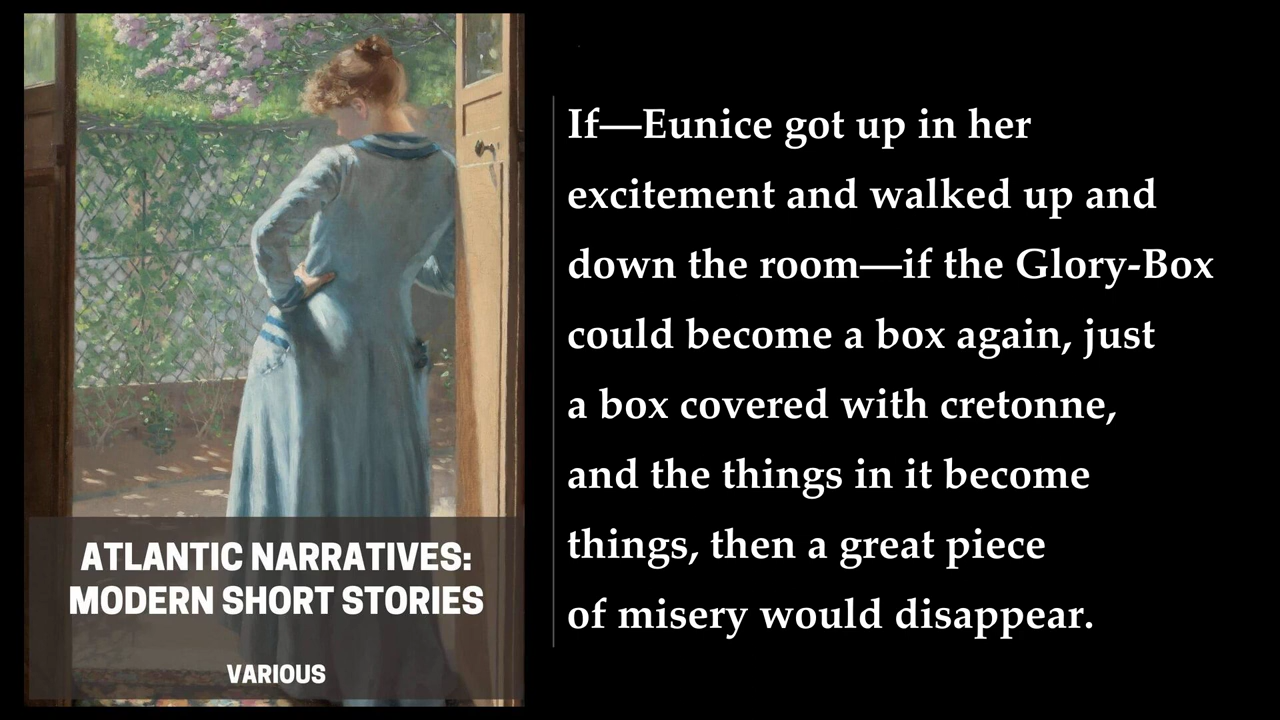 ATLANTIC NARRATIVES:
MODERN SHORT STORIES
VARIOUS
If—Eunice got up in her
excitement and walked up and
down the room—if the Glory-Box
could become a box again, just
a box covered with cretonne,
and the things in it become
things, then a great piece
of misery would disappear.